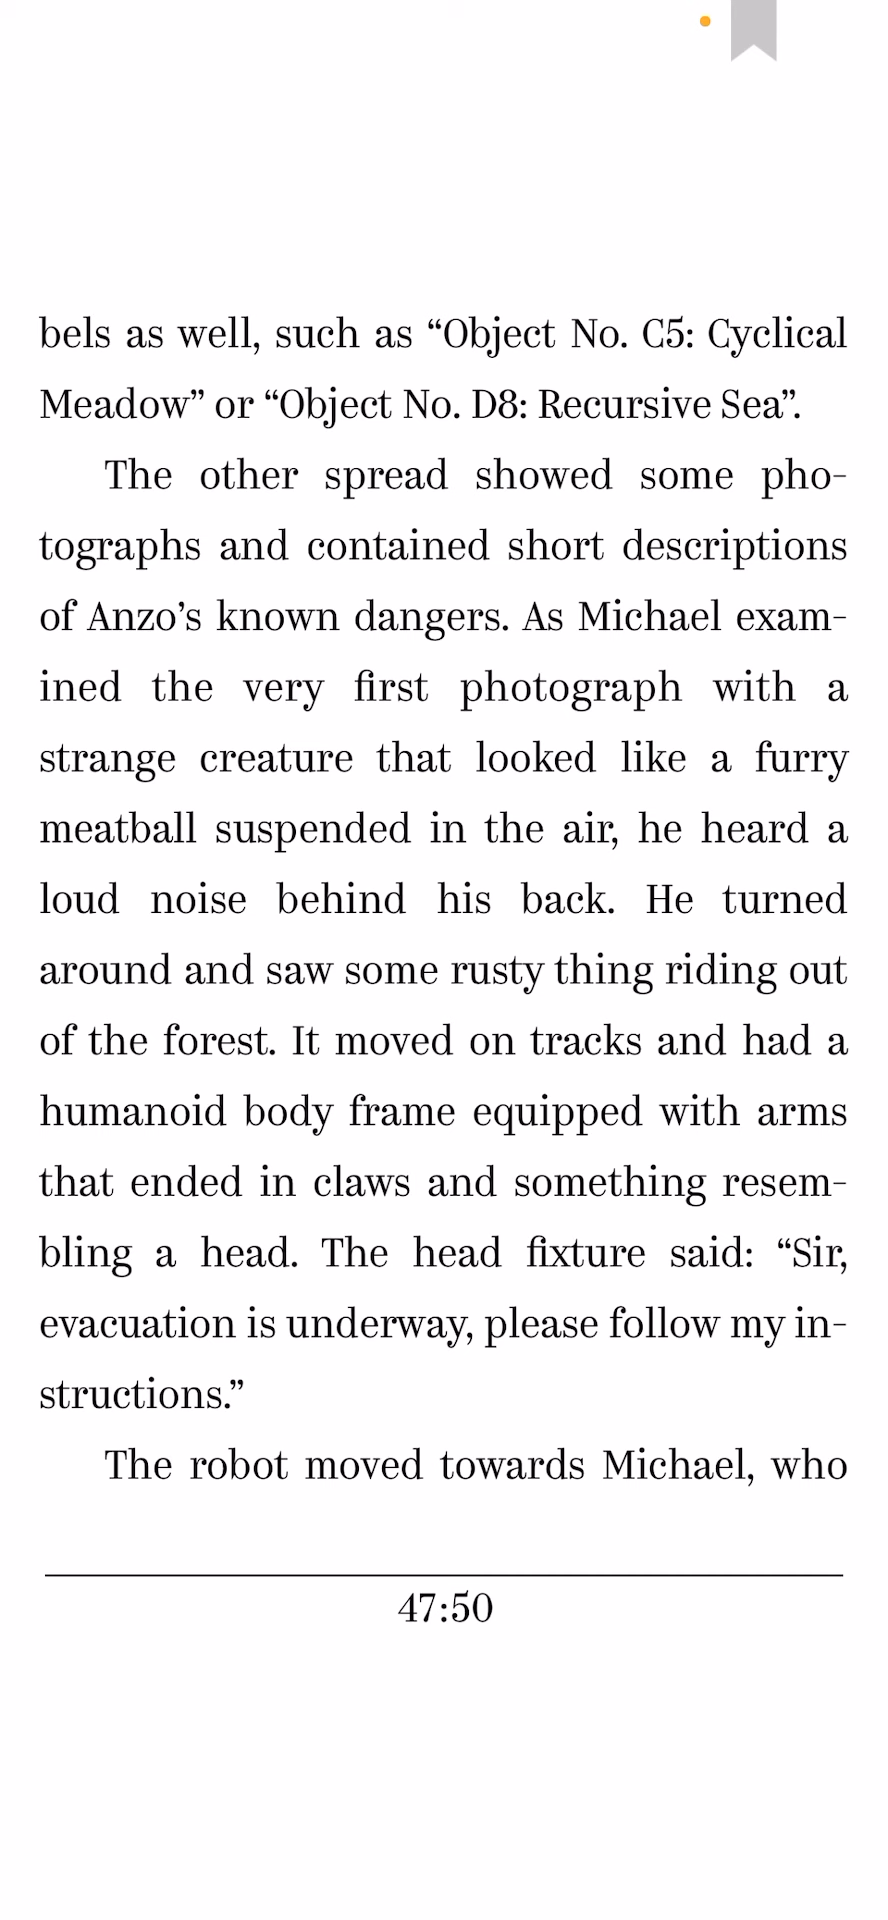 bels as well, such as “Object No. C5: Cyclical
Meadow” or “Object No. D8: Recursive Sea”.
The other spread showed some pho-
tographs and contained short descriptions
of Anzo’s known dangers. As Michael exam-
ined the very first photograph with a
strange creature that looked like a furry
meatball suspended in the air, he heard a
loud noise behind his back. He turned
around and saw some rusty thing riding out
of the forest. It moved on tracks and had a
humanoid body frame equipped with arms
that ended in claws and something resem-
bling a head. The head fixture said: “Sir,
evacuation is underway, please follow my in-
structions.”
The robot moved towards Michael, who
47:50